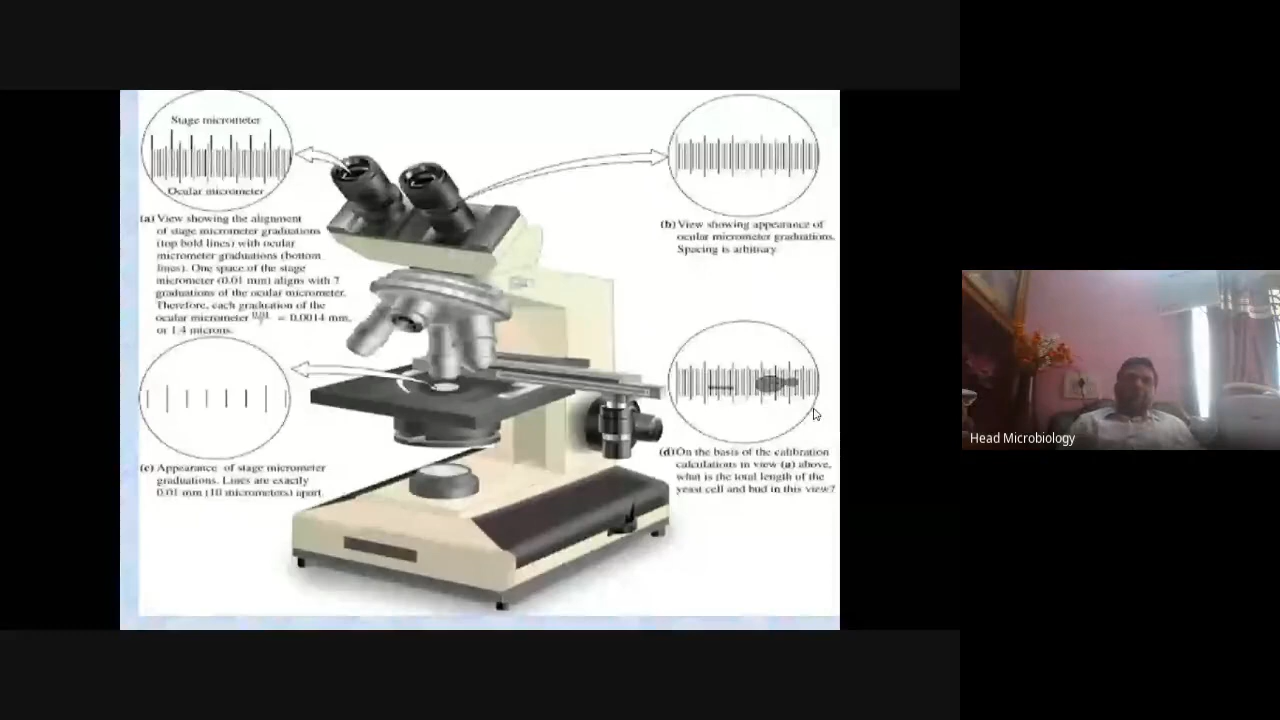 Stage micrometer
Ocular micrometer
(a) View showing the alignment
of stage micrometer graduations
(top bold lines) with ocular
micrometer graduations (bottom
lines). One space of the stage
micrometer (0.01 mm) aligns with 7
graduations of the ocular micrometer.
Therefore, each graduation of the
ocular micrometer 0.01/7 = 0.0014 mm,
or 1.4 microns.
(b) View showing appearance of
ocular micrometer graduations.
Spacing is arbitrary.
(c) Appearance of stage micrometer
graduations. Lines are exactly
0.01 mm (10 micrometers) apart.
(d) On the basis of the calibration
calculations in view (a) above,
what is the total length of the
yeast cell and bud in this view?
Head Microbiology